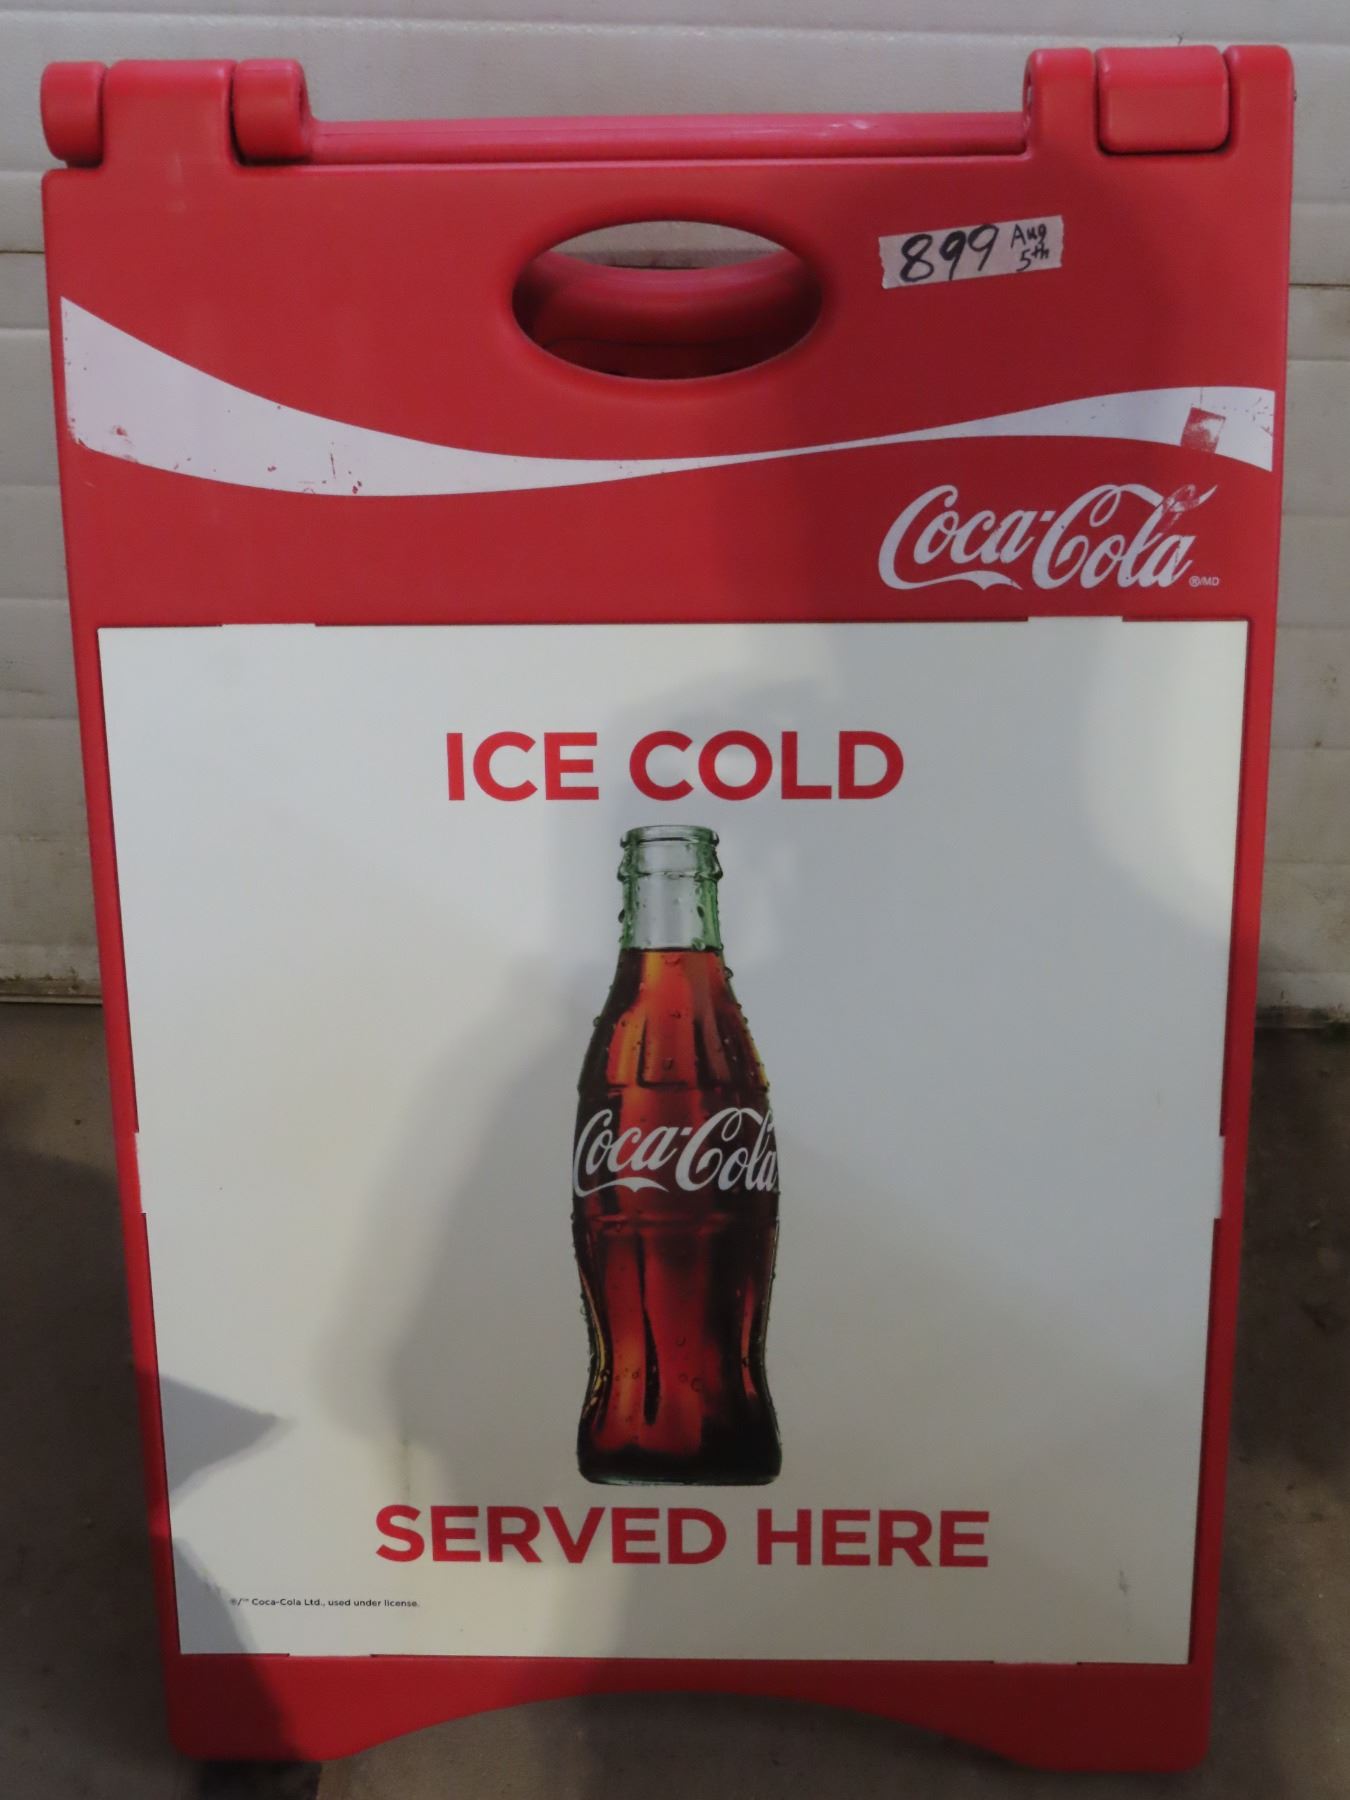 899 Aug
5th
Coca-Cola
®/MD
ICE COLD
Coca-Cola
SERVED HERE
®/™ Coca-Cola Ltd., used under license.